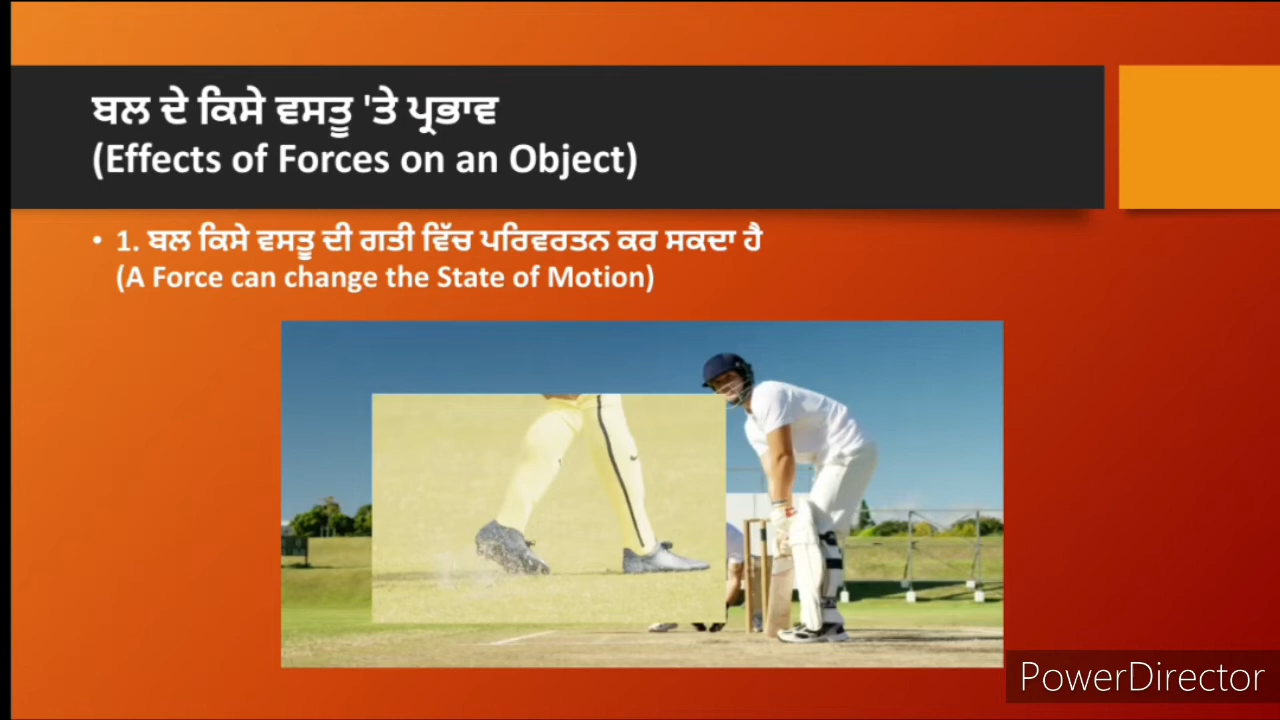 ਬਲ ਦੇ ਕਿਸੇ ਵਸਤੂ 'ਤੇ ਪ੍ਰਭਾਵ
(Effects of Forces on an Object)
• 1. ਬਲ ਕਿਸੇ ਵਸਤੂ ਦੀ ਗਤੀ ਵਿੱਚ ਪਰਿਵਰਤਨ ਕਰ ਸਕਦਾ ਹੈ
(A Force can change the State of Motion)
PowerDirector